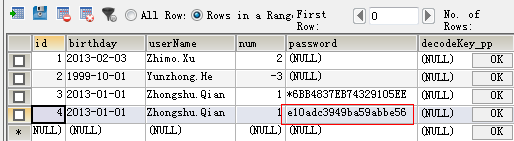 All Row: Rows in a Rang First Row: 0 No. of Rows:
id birthday userName num password decodeKey_pp
1 2013-02-03 Zhimo.Xu 2 (NULL) (NULL) OK
2 1999-10-01 Yunzhong.He -3 (NULL) (NULL) OK
3 2013-01-01 Zhongshu.Qian 1 *6BB4837EB74329105EE (NULL) OK
4 2013-01-01 Zhongshu.Qian 1 e10adc3949ba59abbe56 (NULL) OK
* (NULL) (NULL) (NULL) (NULL) (NULL) (NULL) OK